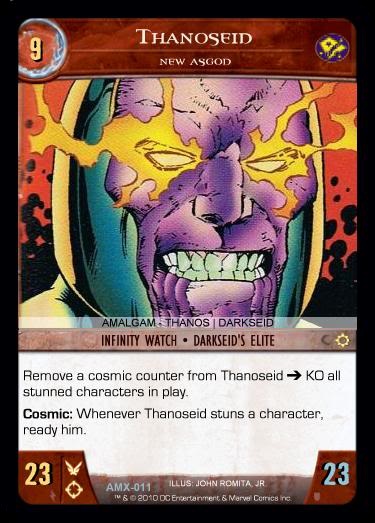 9
THANOSEID
NEW ASGOD
AMALGAM - THANOS | DARKSEID
INFINITY WATCH • DARKSEID'S ELITE
Remove a cosmic counter from Thanoseid → KO all
stunned characters in play.
Cosmic: Whenever Thanoseid stuns a character,
ready him.
23
AMX-011
ILLUS: JOHN ROMITA, JR
™ & © 2010 DC Entertainment & Marvel Comics Inc.
23